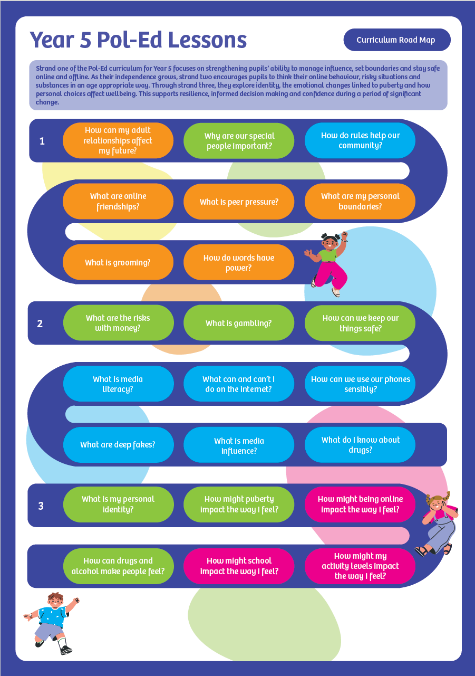 Year 5 Pol-Ed Lessons
Curriculum Road Map
Strand one of the Pol-Ed curriculum for Year 5 focuses on strengthening pupils' ability to manage influence, set boundaries and stay safe
online and offline. As their independence grows, strand two encourages pupils to think their online behaviour, risky situations and
substances in an age appropriate way. Through strand three, they explore identity, the emotional changes linked to puberty and how
personal choices affect wellbeing. This supports resilience, informed decision making and confidence during a period of significant
change.
1
How can my adult
relationships affect
my future?
Why are our special
people important?
How do rules help our
community?
What are online
friendships?
What is peer pressure?
What are my personal
boundaries?
What is grooming?
How do words have
power?
2
What are the risks
with money?
What is gambling?
How can we keep our
things safe?
What is media
literacy?
What can and can't I
do on the internet?
How can we use our phones
sensibly?
What are deep fakes?
What is media
influence?
What do I know about
drugs?
3
What is my personal
identity?
How might puberty
impact the way I feel?
How might being online
impact the way I feel?
How can drugs and
alcohol make people feel?
How might school
impact the way I feel?
How might my
activity levels impact
the way I feel?